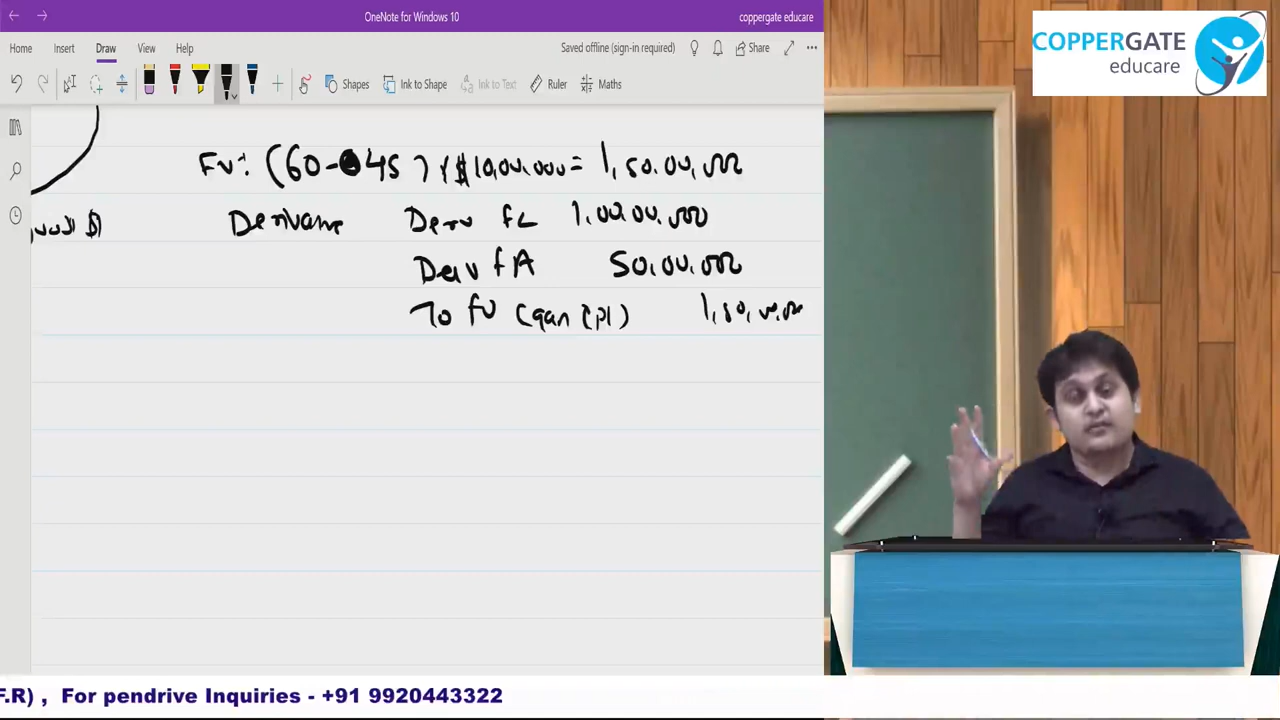 OneNote for Windows 10
coppergate educare
Home Insert Draw View Help
Saved offline (sign-in required)
Share
Shapes
Ink to Shape
Ink to Text
Ruler
Maths
COPPERGATE
educare
FV: (60-45) x $10,00,000= 1,50,00,000
Derivative Deriv FL 1,00,00,000
Deriv FA 50,00,000
To FV (gain (P/L) 1,50,00,000
$)
F.R) , For pendrive Inquiries - +91 9920443322